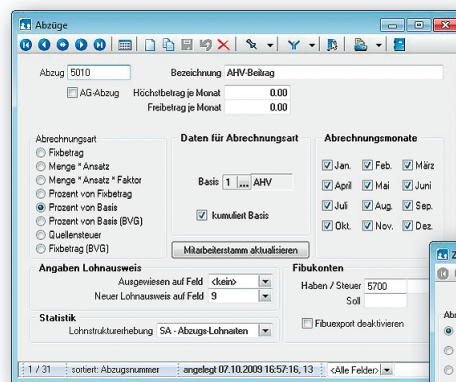 Abzüge
Abzug 5010 Bezeichnung AHV-Beitrag
AG-Abzug Höchstbetrag je Monat 0.00
Freibetrag je Monat 0.00
Abrechnungsart Daten für Abrechnungsart Abrechnungsmonate
Fixbetrag
Menge * Ansatz
Menge * Ansatz * Faktor
Prozent von Fixbetrag
Prozent von Basis
Prozent von Basis (BVG)
Quellensteuer
Fixbetrag (BVG)
Basis 1 ... AHV
kumuliert Basis
Jan. Feb. März
April Mai Juni
Juli Aug. Sep.
Okt. Nov. Dez.
Mitarbeiterstamm aktualisieren
Angaben Lohnausweis Fibukonten
Ausgewiesen auf Feld <kein> Haben / Steuer 5700
Neuer Lohnausweis auf Feld 9 Soll
Statistik
Lohnstrukturerhebung SA - Abzugs-Lohnarten Fibuexport deaktivieren
1 / 31 sortiert: Abzugsnummer angelegt 07.10.2009 16:57:16, 13 <Alle Felder>